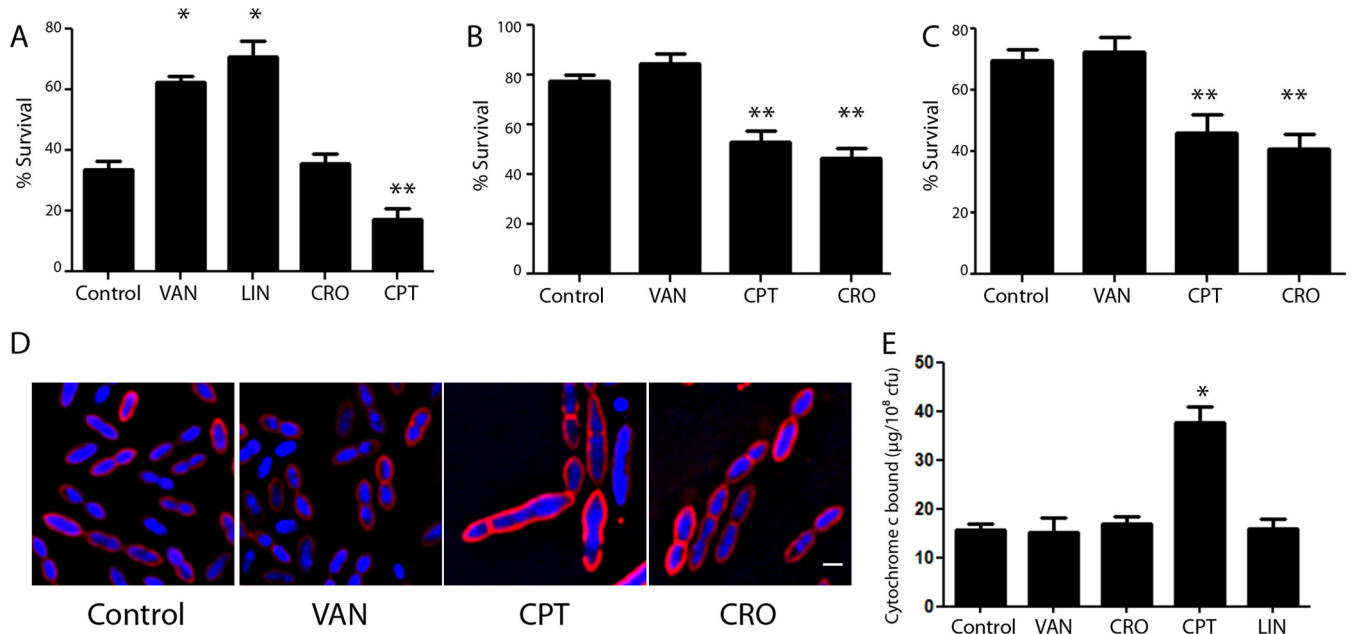 A
% Survival
80
60
40
20
0
* *
**
Control VAN LIN CRO CPT
B
% Survival
100
80
60
40
20
0
** **
Control VAN CPT CRO
C
% Survival
80
60
40
20
0
** **
Control VAN CPT CRO
D
Control VAN CPT CRO
E
Cytochrome c bound (µg/10⁸ cfu)
50
40
30
20
10
0
*
Control VAN CRO CPT LIN